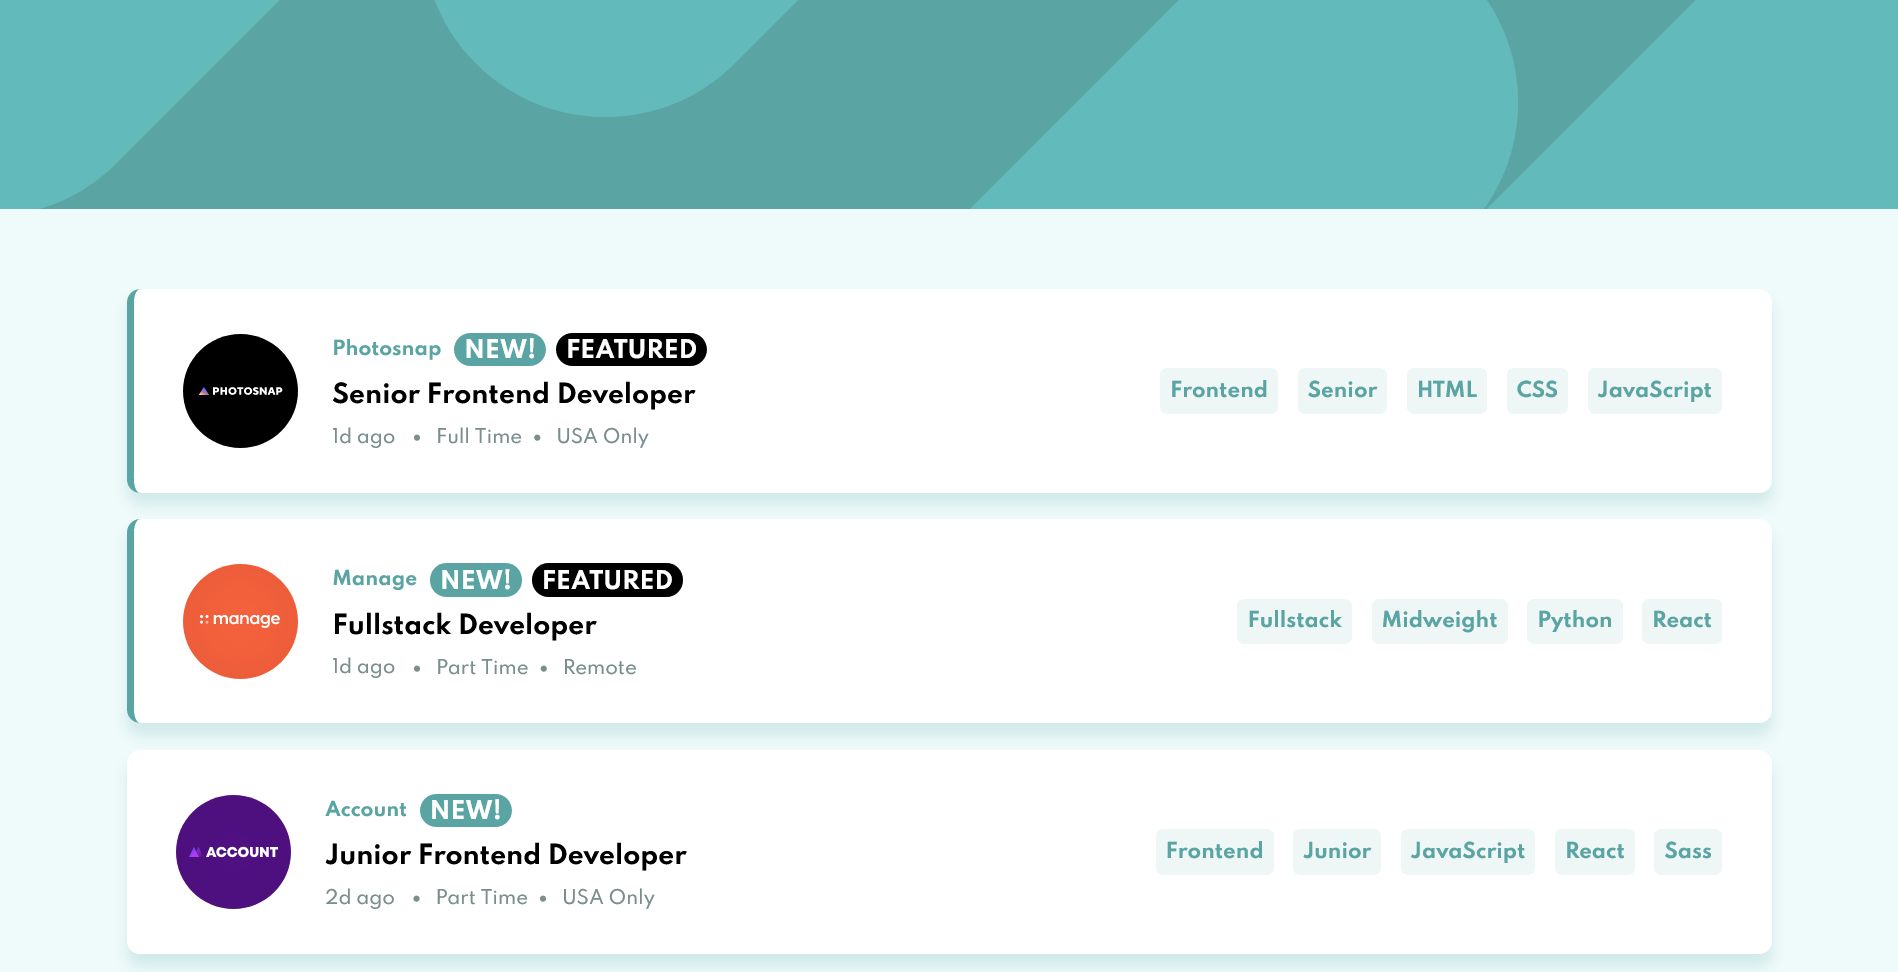 Photosnap NEW! FEATURED
PHOTOSNAP
Senior Frontend Developer
1d ago • Full Time • USA Only
Frontend Senior HTML CSS JavaScript
Manage NEW! FEATURED
manage
Fullstack Developer
1d ago • Part Time • Remote
Fullstack Midweight Python React
Account NEW!
ACCOUNT
Junior Frontend Developer
2d ago • Part Time • USA Only
Frontend Junior JavaScript React Sass